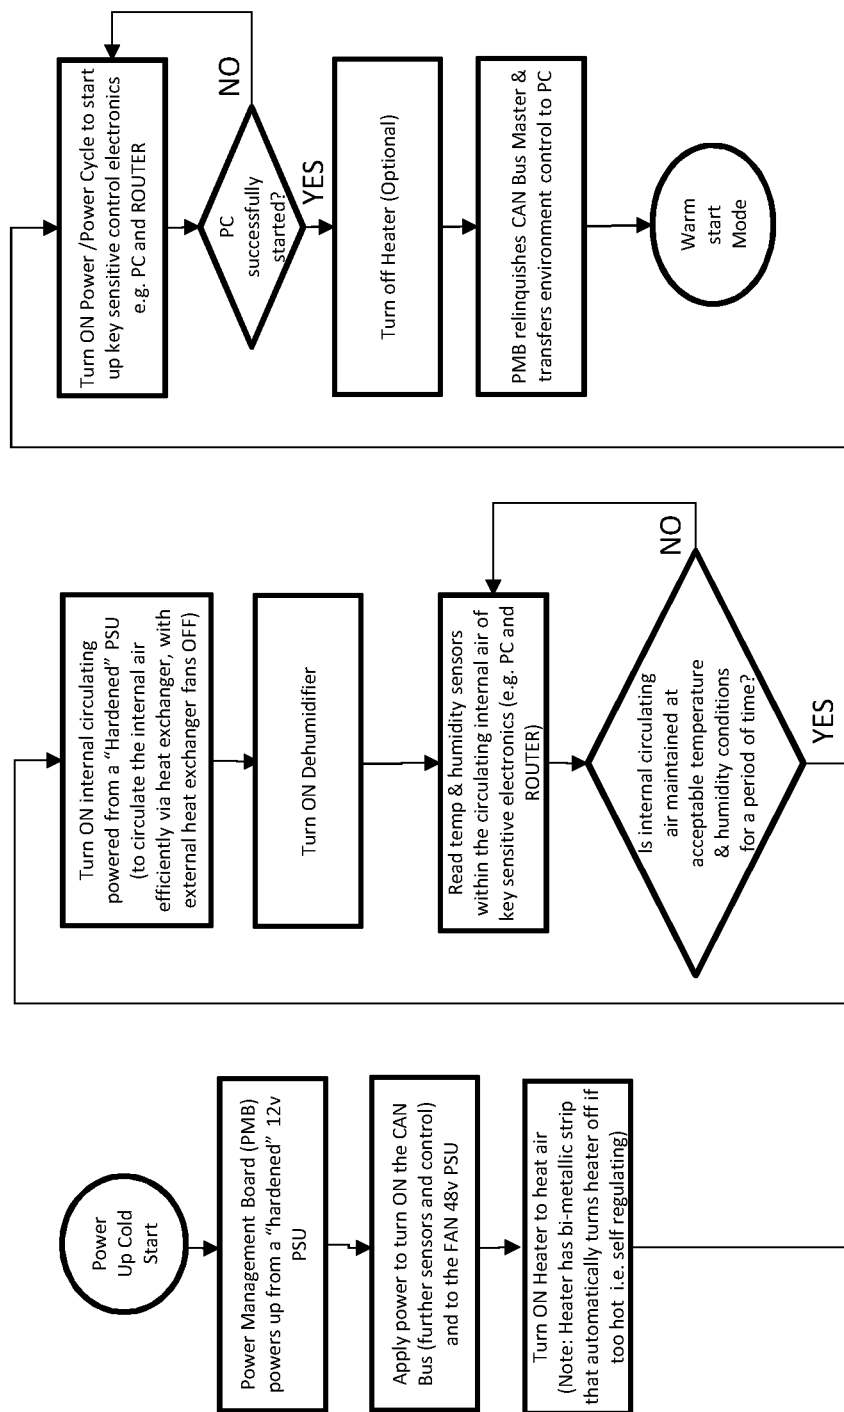 Power
Up Cold
Start
Power Management Board (PMB)
powers up from a “hardened” 12v
PSU
Apply power to turn ON the CAN
Bus (further sensors and control)
and to the FAN 48v PSU
Turn ON Heater to heat air
(Note: Heater has bi-metallic strip
that automatically turns heater off if
too hot i.e. self regulating)
Turn ON internal circulating
powered from a “Hardened” PSU
(to circulate the internal air
efficiently via heat exchanger, with
external heat exchanger fans OFF)
Turn ON Dehumidifier
Read temp & humidity sensors
within the circulating internal air of
key sensitive electronics (e.g. PC and
ROUTER)
Is internal circulating
air maintained at
acceptable temperature
& humidity conditions
for a period of time?
NO
YES
Turn ON Power /Power Cycle to start
up key sensitive control electronics
e.g. PC and ROUTER
PC
successfully
started?
NO
YES
Turn off Heater (Optional)
PMB relinquishes CAN Bus Master &
transfers environment control to PC
Warm
start
Mode